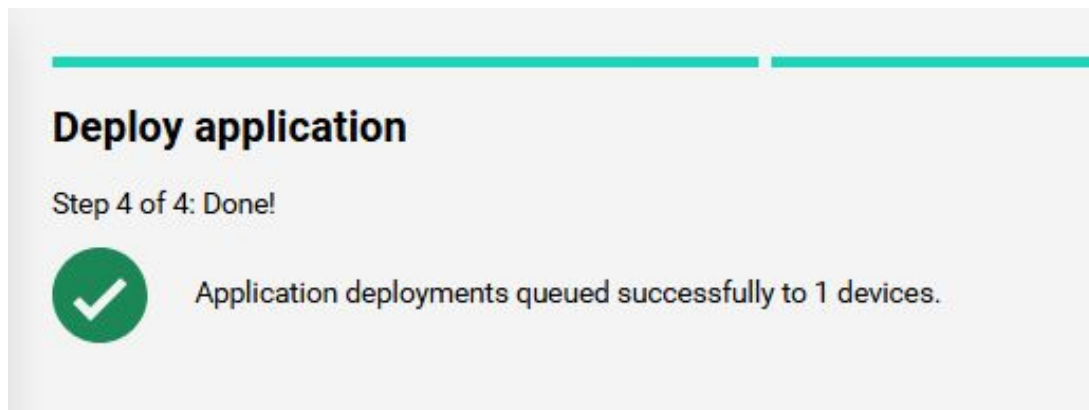 Deploy application
Step 4 of 4: Done!
Application deployments queued successfully to 1 devices.